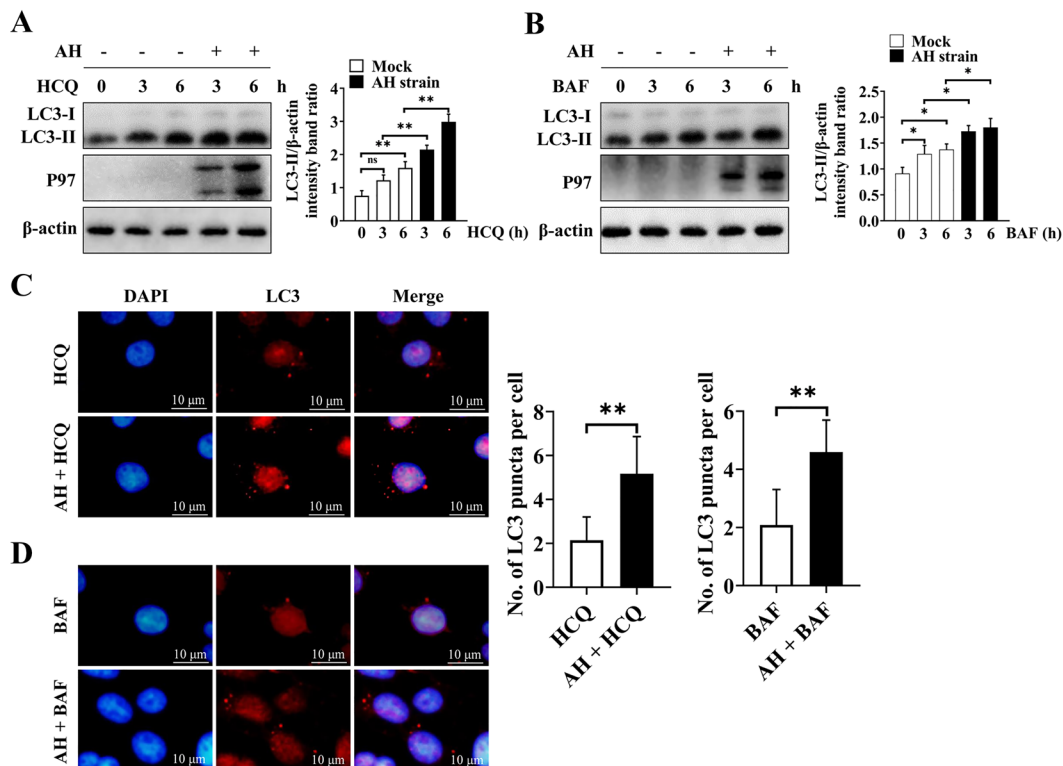 A
AH - - - + +
HCQ 0 3 6 3 6 h
LC3-I
LC3-II
P97
β-actin
Mock
AH strain
LC3-II/β-actin
intensity band ratio
4
3
2
1
0
ns
**
**
**
0 3 6 3 6 HCQ (h)
B
AH - - - + +
BAF 0 3 6 3 6 h
LC3-I
LC3-II
P97
β-actin
Mock
AH strain
LC3-II/β-actin
intensity band ratio
2.5
2.0
1.5
1.0
0.5
0.0
*
*
*
*
0 3 6 3 6 BAF (h)
C
DAPI LC3 Merge
HCQ
10 μm 10 μm 10 μm
AH + HCQ
10 μm 10 μm 10 μm
No. of LC3 puncta per cell
8
6
4
2
0
**
HCQ
AH + HCQ
No. of LC3 puncta per cell
6
4
2
0
**
BAF
AH + BAF
D
BAF
10 μm 10 μm 10 μm
AH + BAF
10 μm 10 μm 10 μm